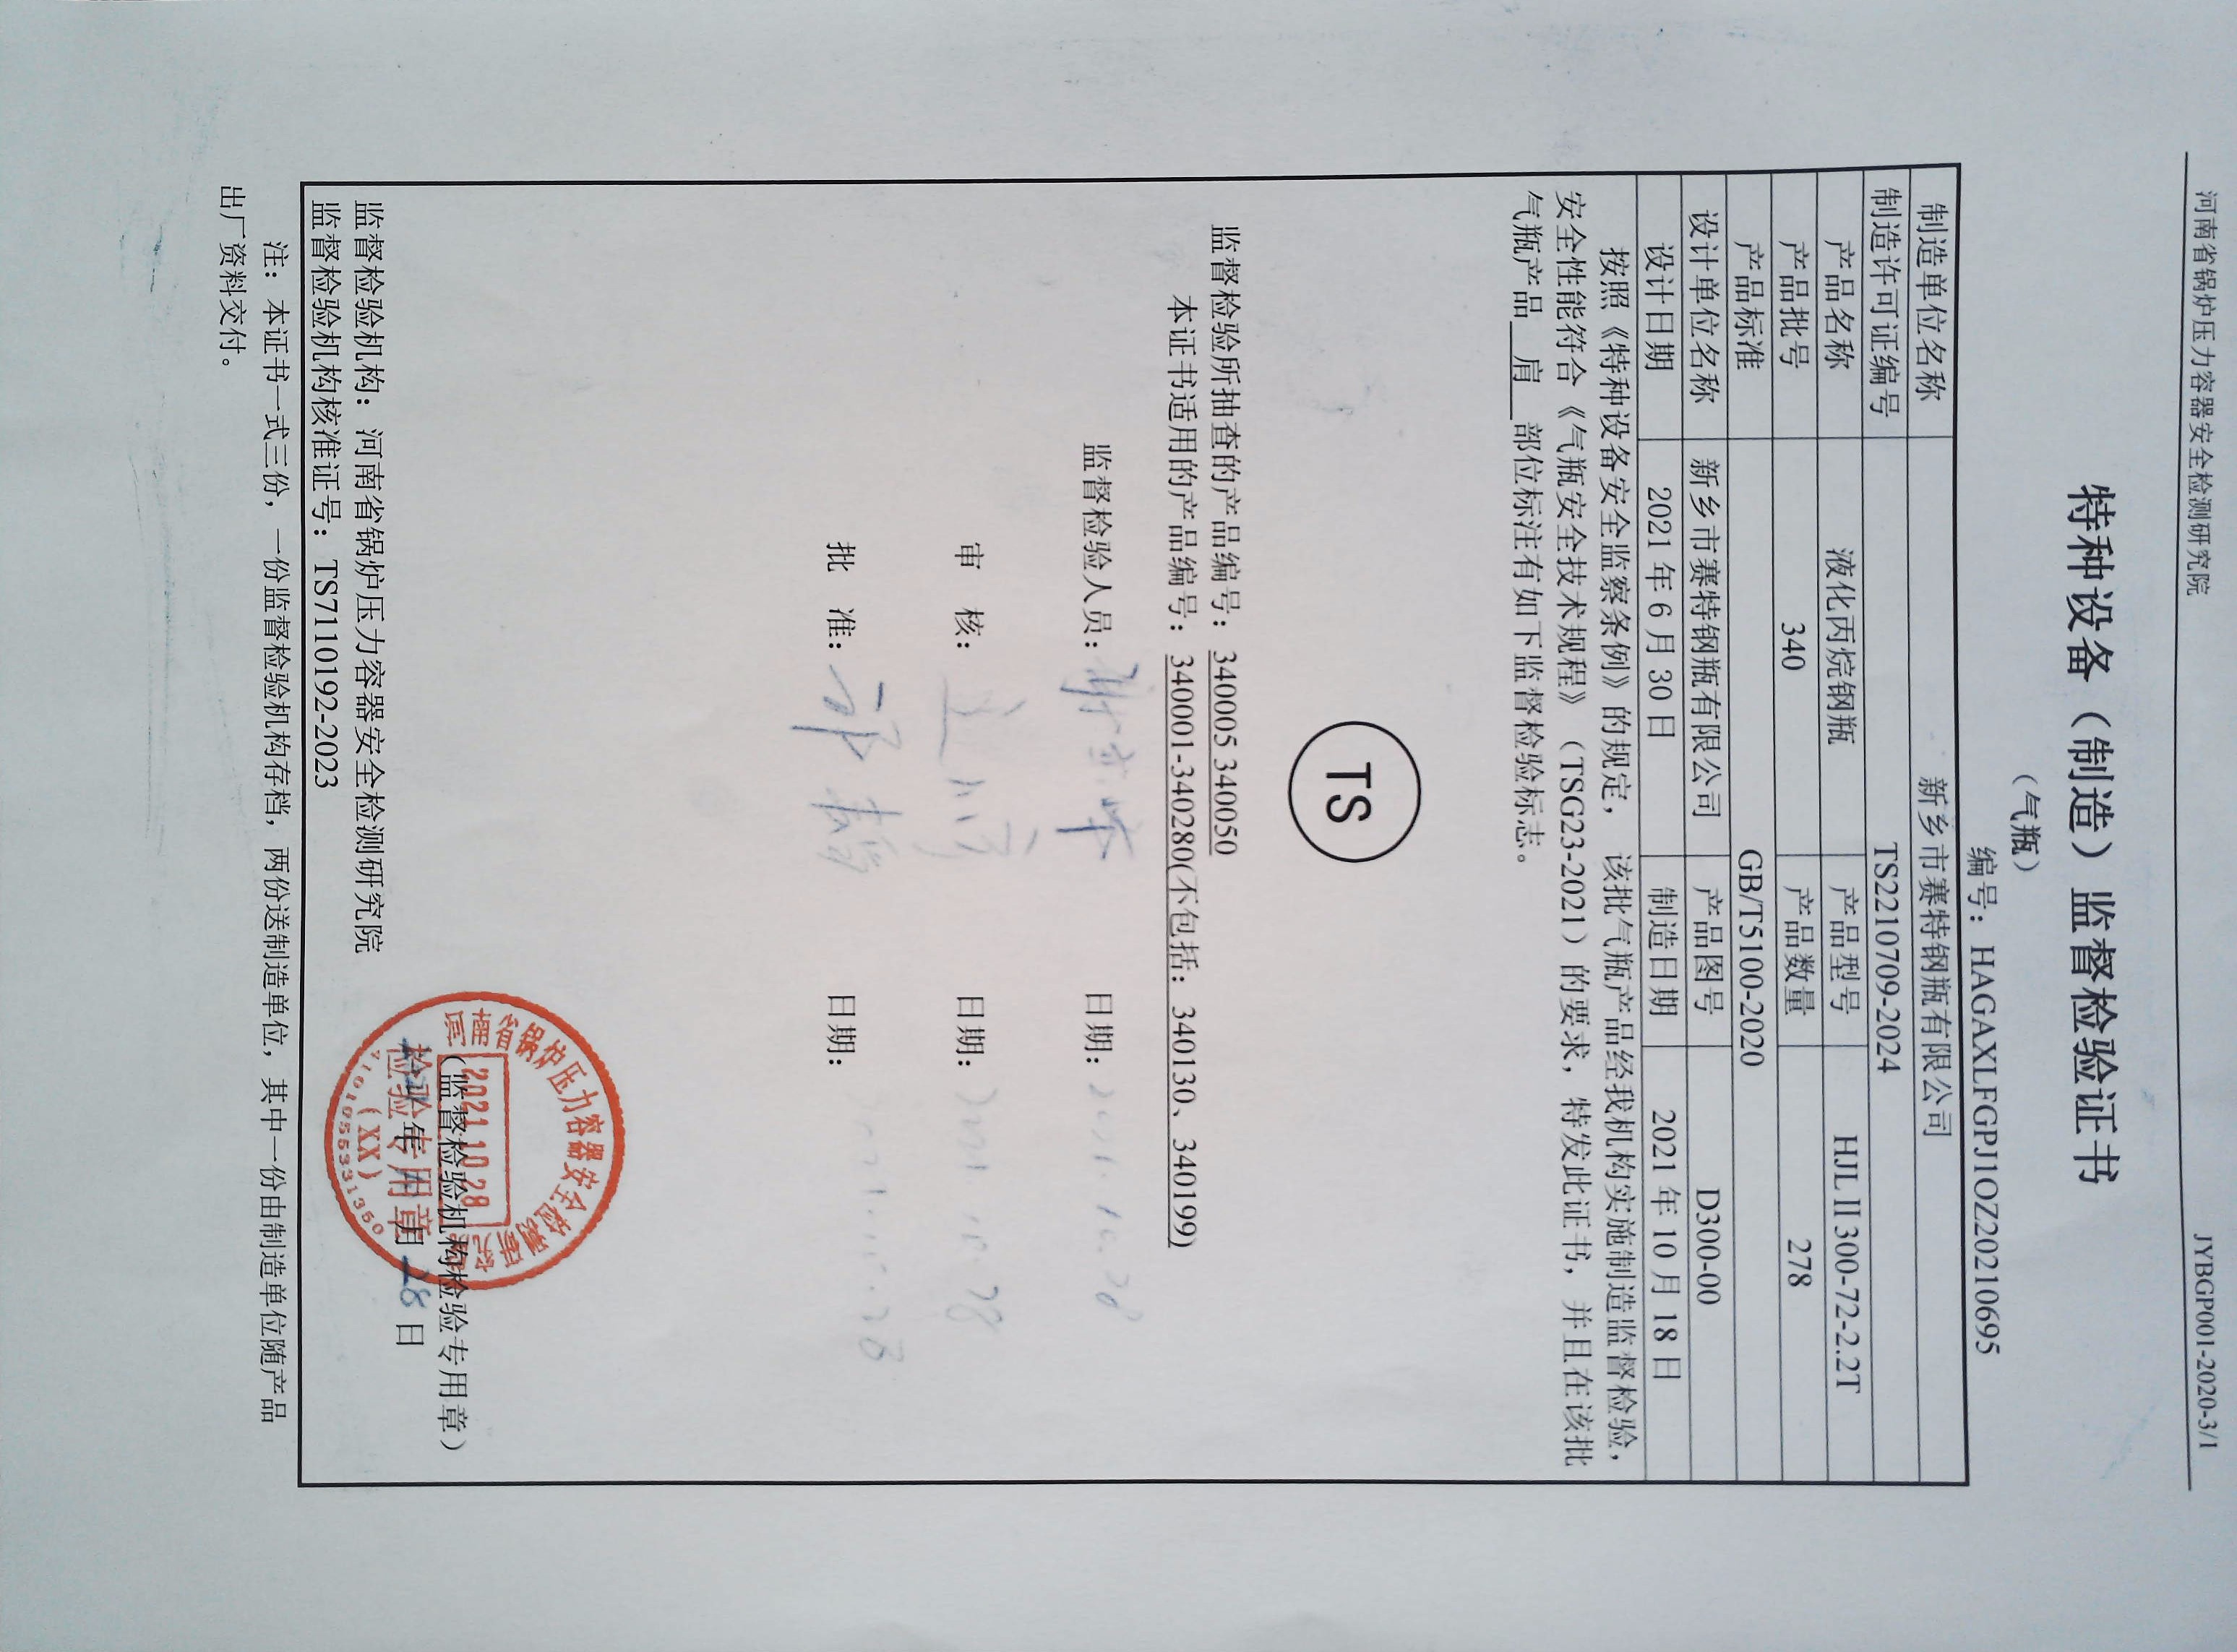 河南省锅炉压力容器安全检测研究院 JYBGP001-2020-3/1
特种设备（制造）监督检验证书
（气瓶）
编号：HAGAXLFGPJ1OZ20210695
制造单位名称 新乡市赛特钢瓶有限公司
制造许可证编号 TS2210709-2024
产品名称 液化丙烷钢瓶 产品型号 HJLⅡ300-72-2.2T
产品批号 340 产品数量 278
产品标准 GB/T5100-2020
设计单位名称 新乡市赛特钢瓶有限公司 产品图号 D300-00
设计日期 2021 年 6 月 30 日 制造日期 2021 年 10 月 18 日
按照《特种设备安全监察条例》的规定，该批气瓶产品经我机构实施制造监督检验，
安全性能符合《气瓶安全技术规程》（TSG23-2021）的要求，特发此证书，并且在该批
气瓶产品 肩 部位标注有如下监督检验标志。
TS
监督检验所抽查的产品编号：340005 340050
本证书适用的产品编号：340001-340280(不包括：340130、340199)
监督检验人员： 日期：2021.10.28
审 核： 日期：2021.10.28
批 准： 日期：2021.10.28
河南省锅炉压力容器安全检测研究院
2021 10 28
（监督检验机构检验专用章）
检验专用章
年 月 28 日
（XX）
监督检验机构：河南省锅炉压力容器安全检测研究院
监督检验机构核准证号：TS7110192-2023
注：本证书一式三份，一份监督检验机构存档，两份送制造单位，其中一份由制造单位随产品
出厂资料交付。